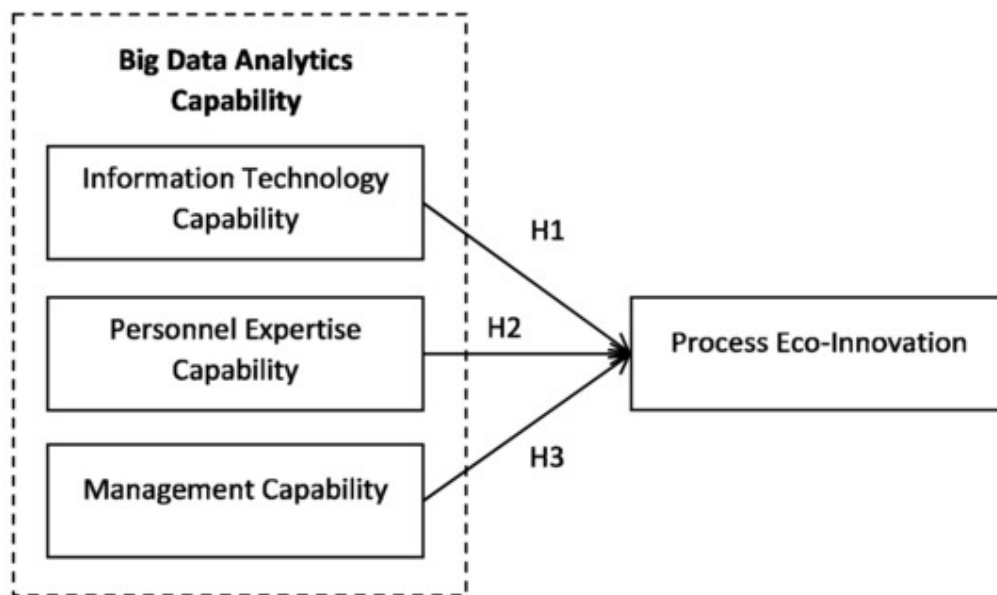 Big Data Analytics
Capability
Information Technology
Capability
H1
Personnel Expertise
Capability
H2
Process Eco-Innovation
Management Capability
H3